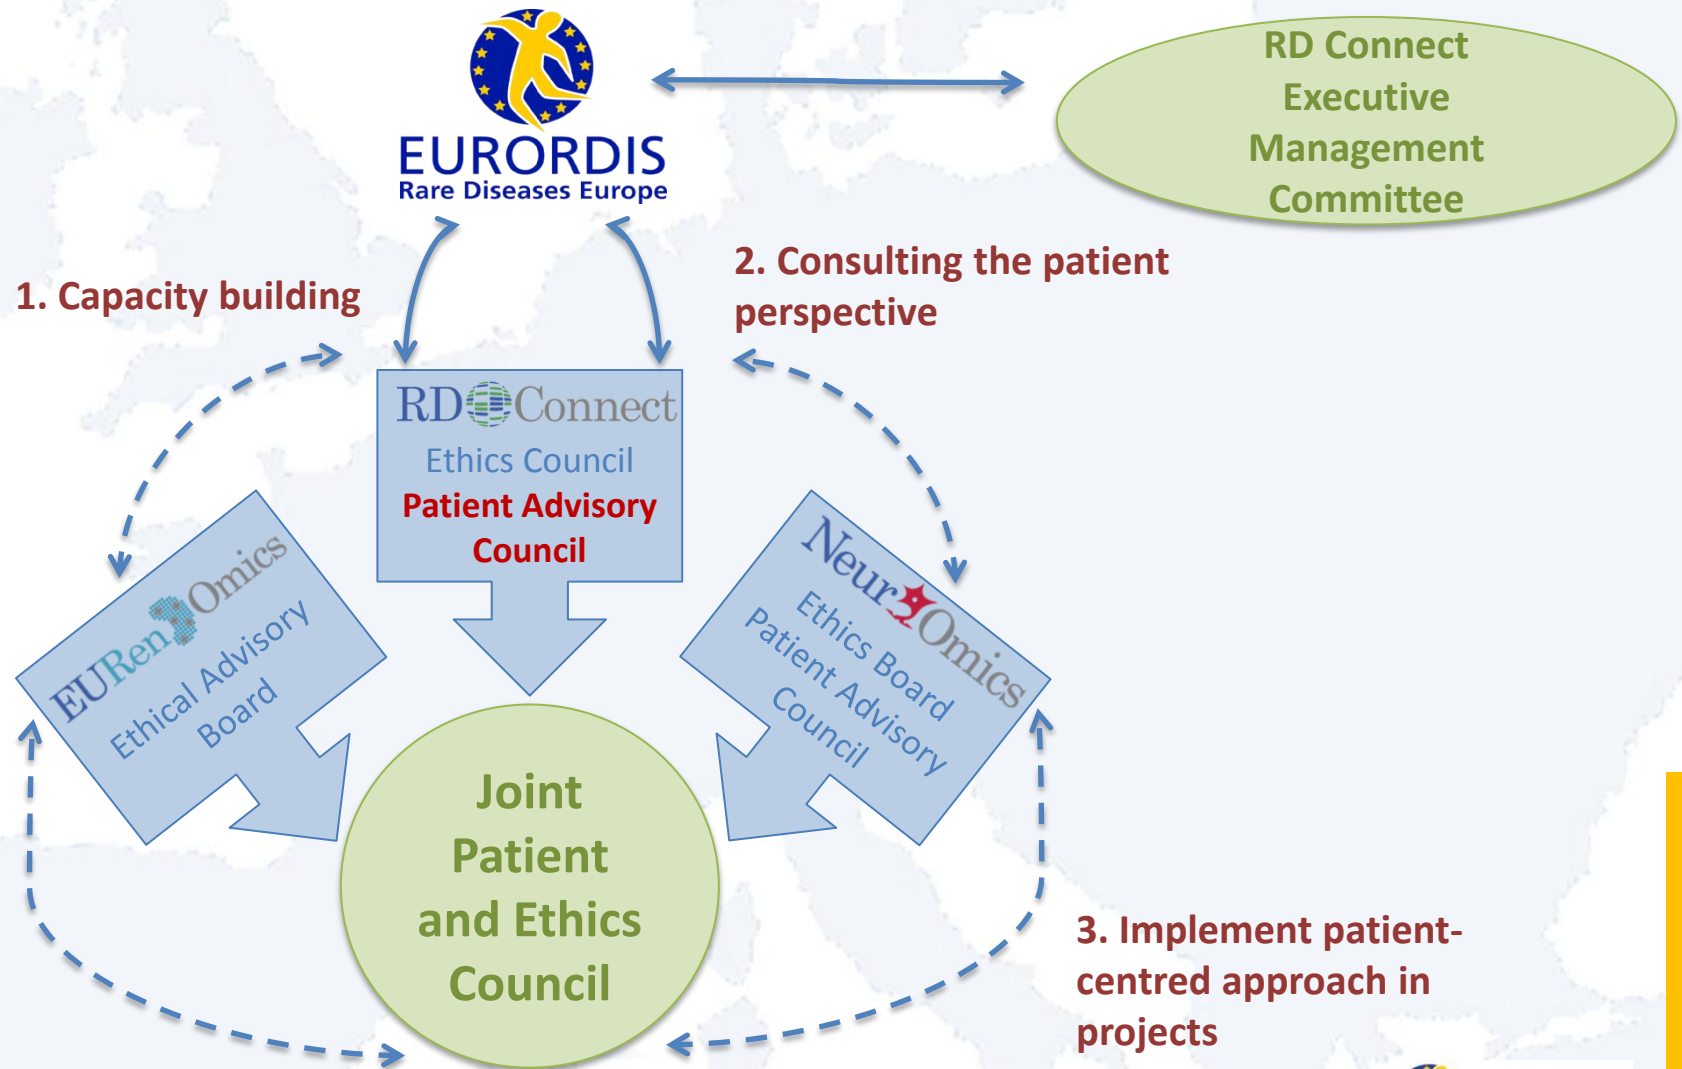 EURORDIS
Rare Diseases Europe
RD Connect
Executive
Management
Committee
1. Capacity building
2. Consulting the patient
perspective
RD Connect
Ethics Council
Patient Advisory
Council
EURenOmics
Ethical Advisory
Board
NeurOmics
Ethics Board
Patient Advisory
Council
Joint
Patient
and Ethics
Council
3. Implement patient-
centred approach in
projects